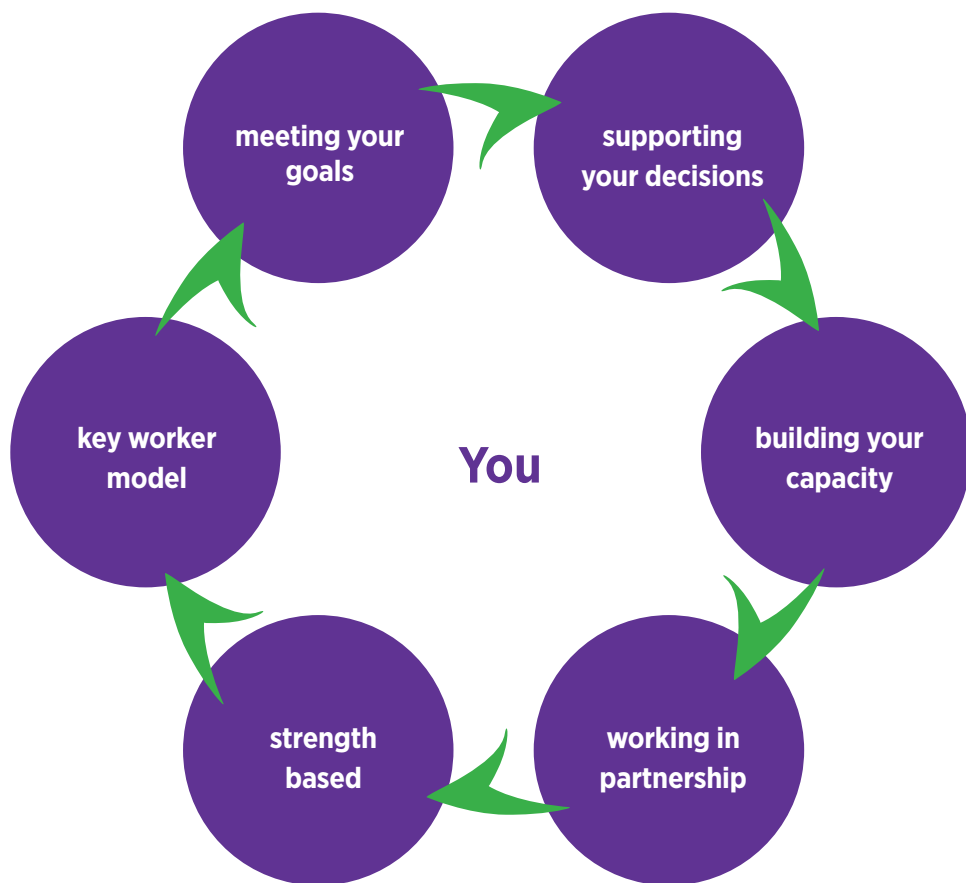 meeting your
goals
supporting
your decisions
building your
capacity
working in
partnership
strength
based
key worker
model
You